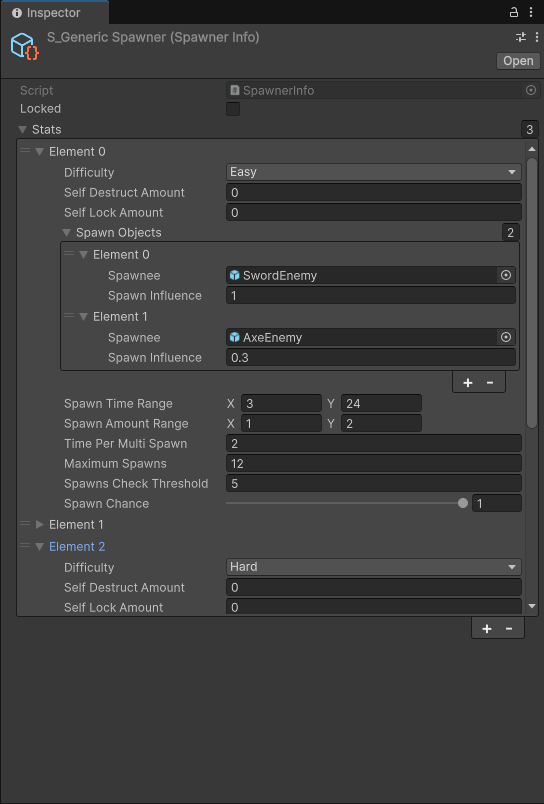 Inspector
S_Generic Spawner (Spawner Info)
Open
Script SpawnerInfo
Locked
Stats 3
Element 0
Difficulty Easy
Self Destruct Amount 0
Self Lock Amount 0
Spawn Objects 2
Element 0
Spawnee SwordEnemy
Spawn Influence 1
Element 1
Spawnee AxeEnemy
Spawn Influence 0.3
+ -
Spawn Time Range X 3 Y 24
Spawn Amount Range X 1 Y 2
Time Per Multi Spawn 2
Maximum Spawns 12
Spawns Check Threshold 5
Spawn Chance 1
Element 1
Element 2
Difficulty Hard
Self Destruct Amount 0
Self Lock Amount 0
+ -